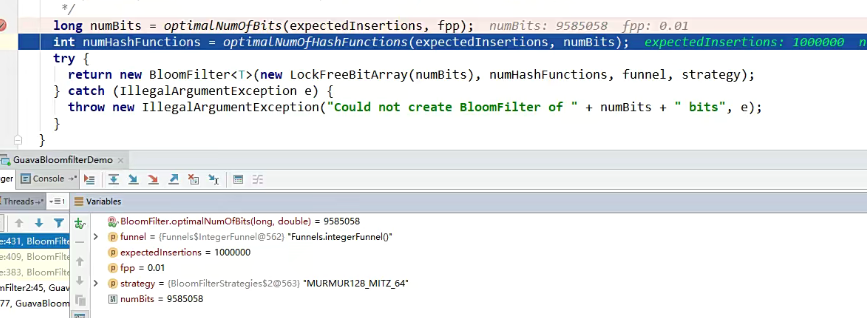 */
long numBits = optimalNumOfBits(expectedInsertions, fpp); numBits: 9585058 fpp: 0.01
int numHashFunctions = optimalNumOfHashFunctions(expectedInsertions, numBits); expectedInsertions: 1000000
try {
return new BloomFilter<T>(new LockFreeBitArray(numBits), numHashFunctions, funnel, strategy);
} catch (IllegalArgumentException e) {
throw new IllegalArgumentException("Could not create BloomFilter of " + numBits + " bits", e);
}
}
GuavaBloomfilterDemo ×
ger Console
Threads Variables
BloomFilter.optimalNumOfBits(long, double) = 9585058
e:431, BloomFilte funnel = {Funnels$IntegerFunnel@562} "Funnels.integerFunnel()"
e:409, BloomFilte expectedInsertions = 1000000
e:383, BloomFilte fpp = 0.01
mFilter2:45, Bloo strategy = {BloomFilterStrategies$2@563} "MURMUR128_MITZ_64"
77, GuavaBloom numBits = 9585058